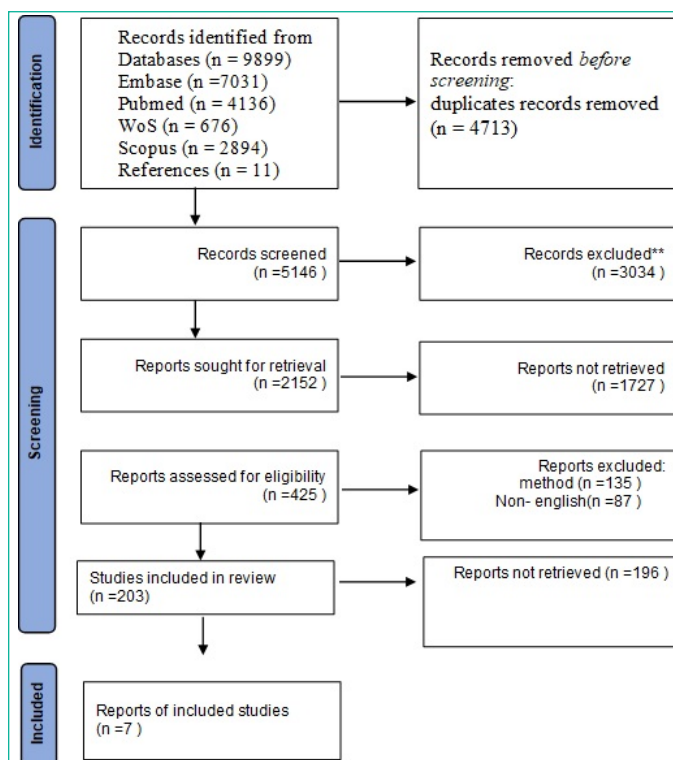 Identification
Records identified from
Databases (n = 9899)
Embase (n =7031)
Pubmed (n = 4136)
WoS (n = 676)
Scopus (n = 2894)
References (n = 11)
Records removed before
screening:
duplicates records removed
(n = 4713)
Screening
Records screened
(n =5146 )
Records excluded**
(n =3034 )
Reports sought for retrieval
(n =2152 )
Reports not retrieved
(n =1727 )
Reports assessed for eligibility
(n =425 )
Reports excluded:
method (n =135 )
Non- english(n =87 )
Studies included in review
(n =203)
Reports not retrieved (n =196 )
Included
Reports of included studies
(n =7 )